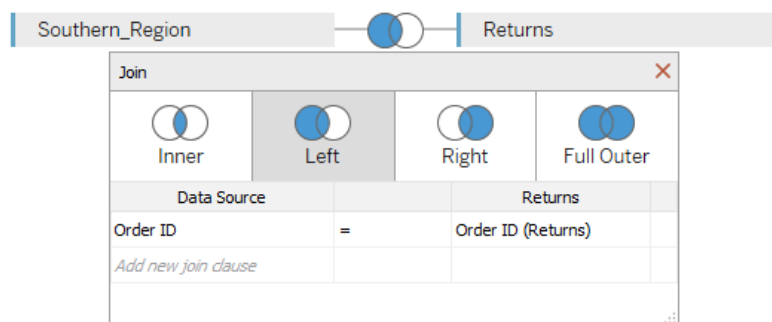 Southern_Region Returns
Join
Inner Left Right Full Outer
Data Source Returns
Order ID = Order ID (Returns)
Add new join clause